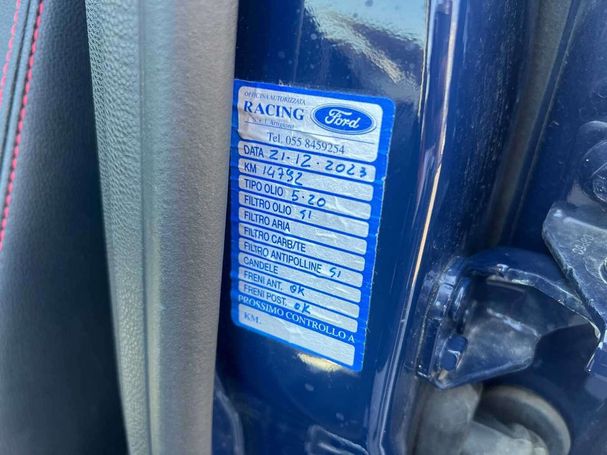 OFFICINA AUTORIZZATA
RACING
Ford
Tel. 055 8459254
DATA 21-12-2023
KM 14792
TIPO OLIO 5-20
FILTRO OLIO SI
FILTRO ARIA
FILTRO CARB/TE
FILTRO ANTIPOLLINE SI
CANDELE
FRENI ANT. OK
FRENI POST. OK
PROSSIMO CONTROLLO A
KM.